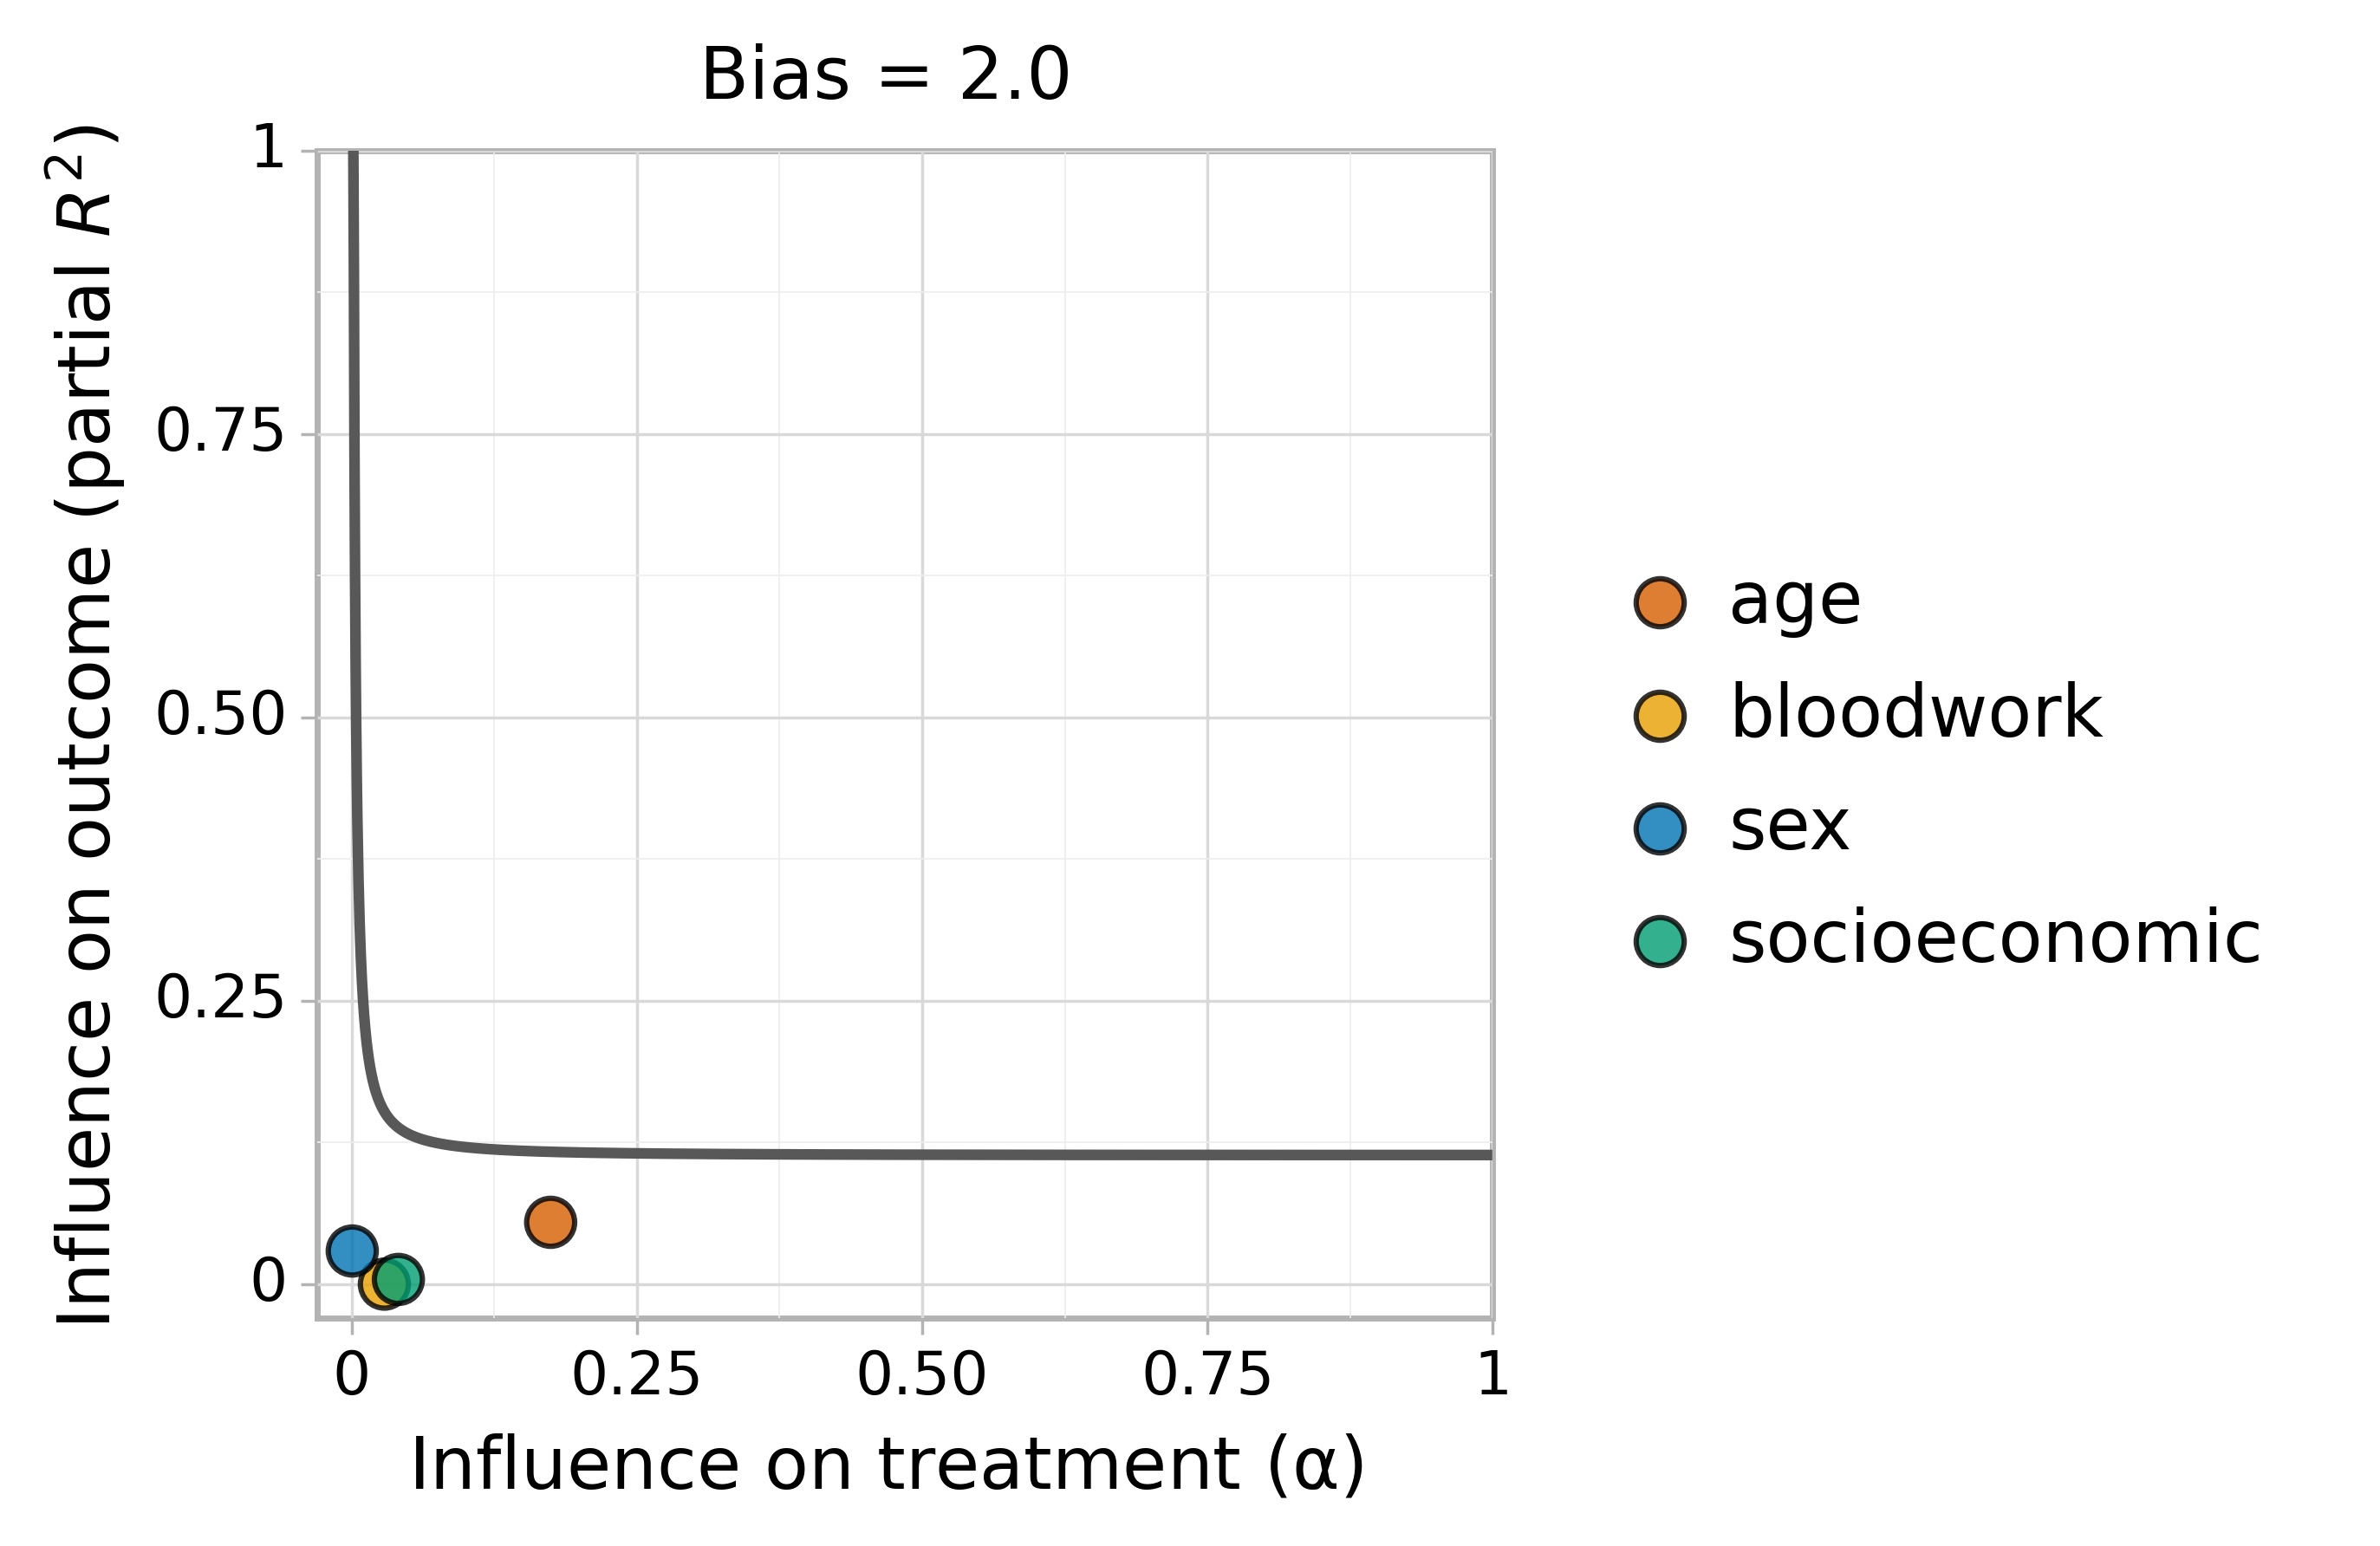 Bias = 2.0
Influence on outcome (partial R²)
1
0.75
0.50
0.25
0
0
0.25
0.50
0.75
1
Influence on treatment (α)
age
bloodwork
sex
socioeconomic